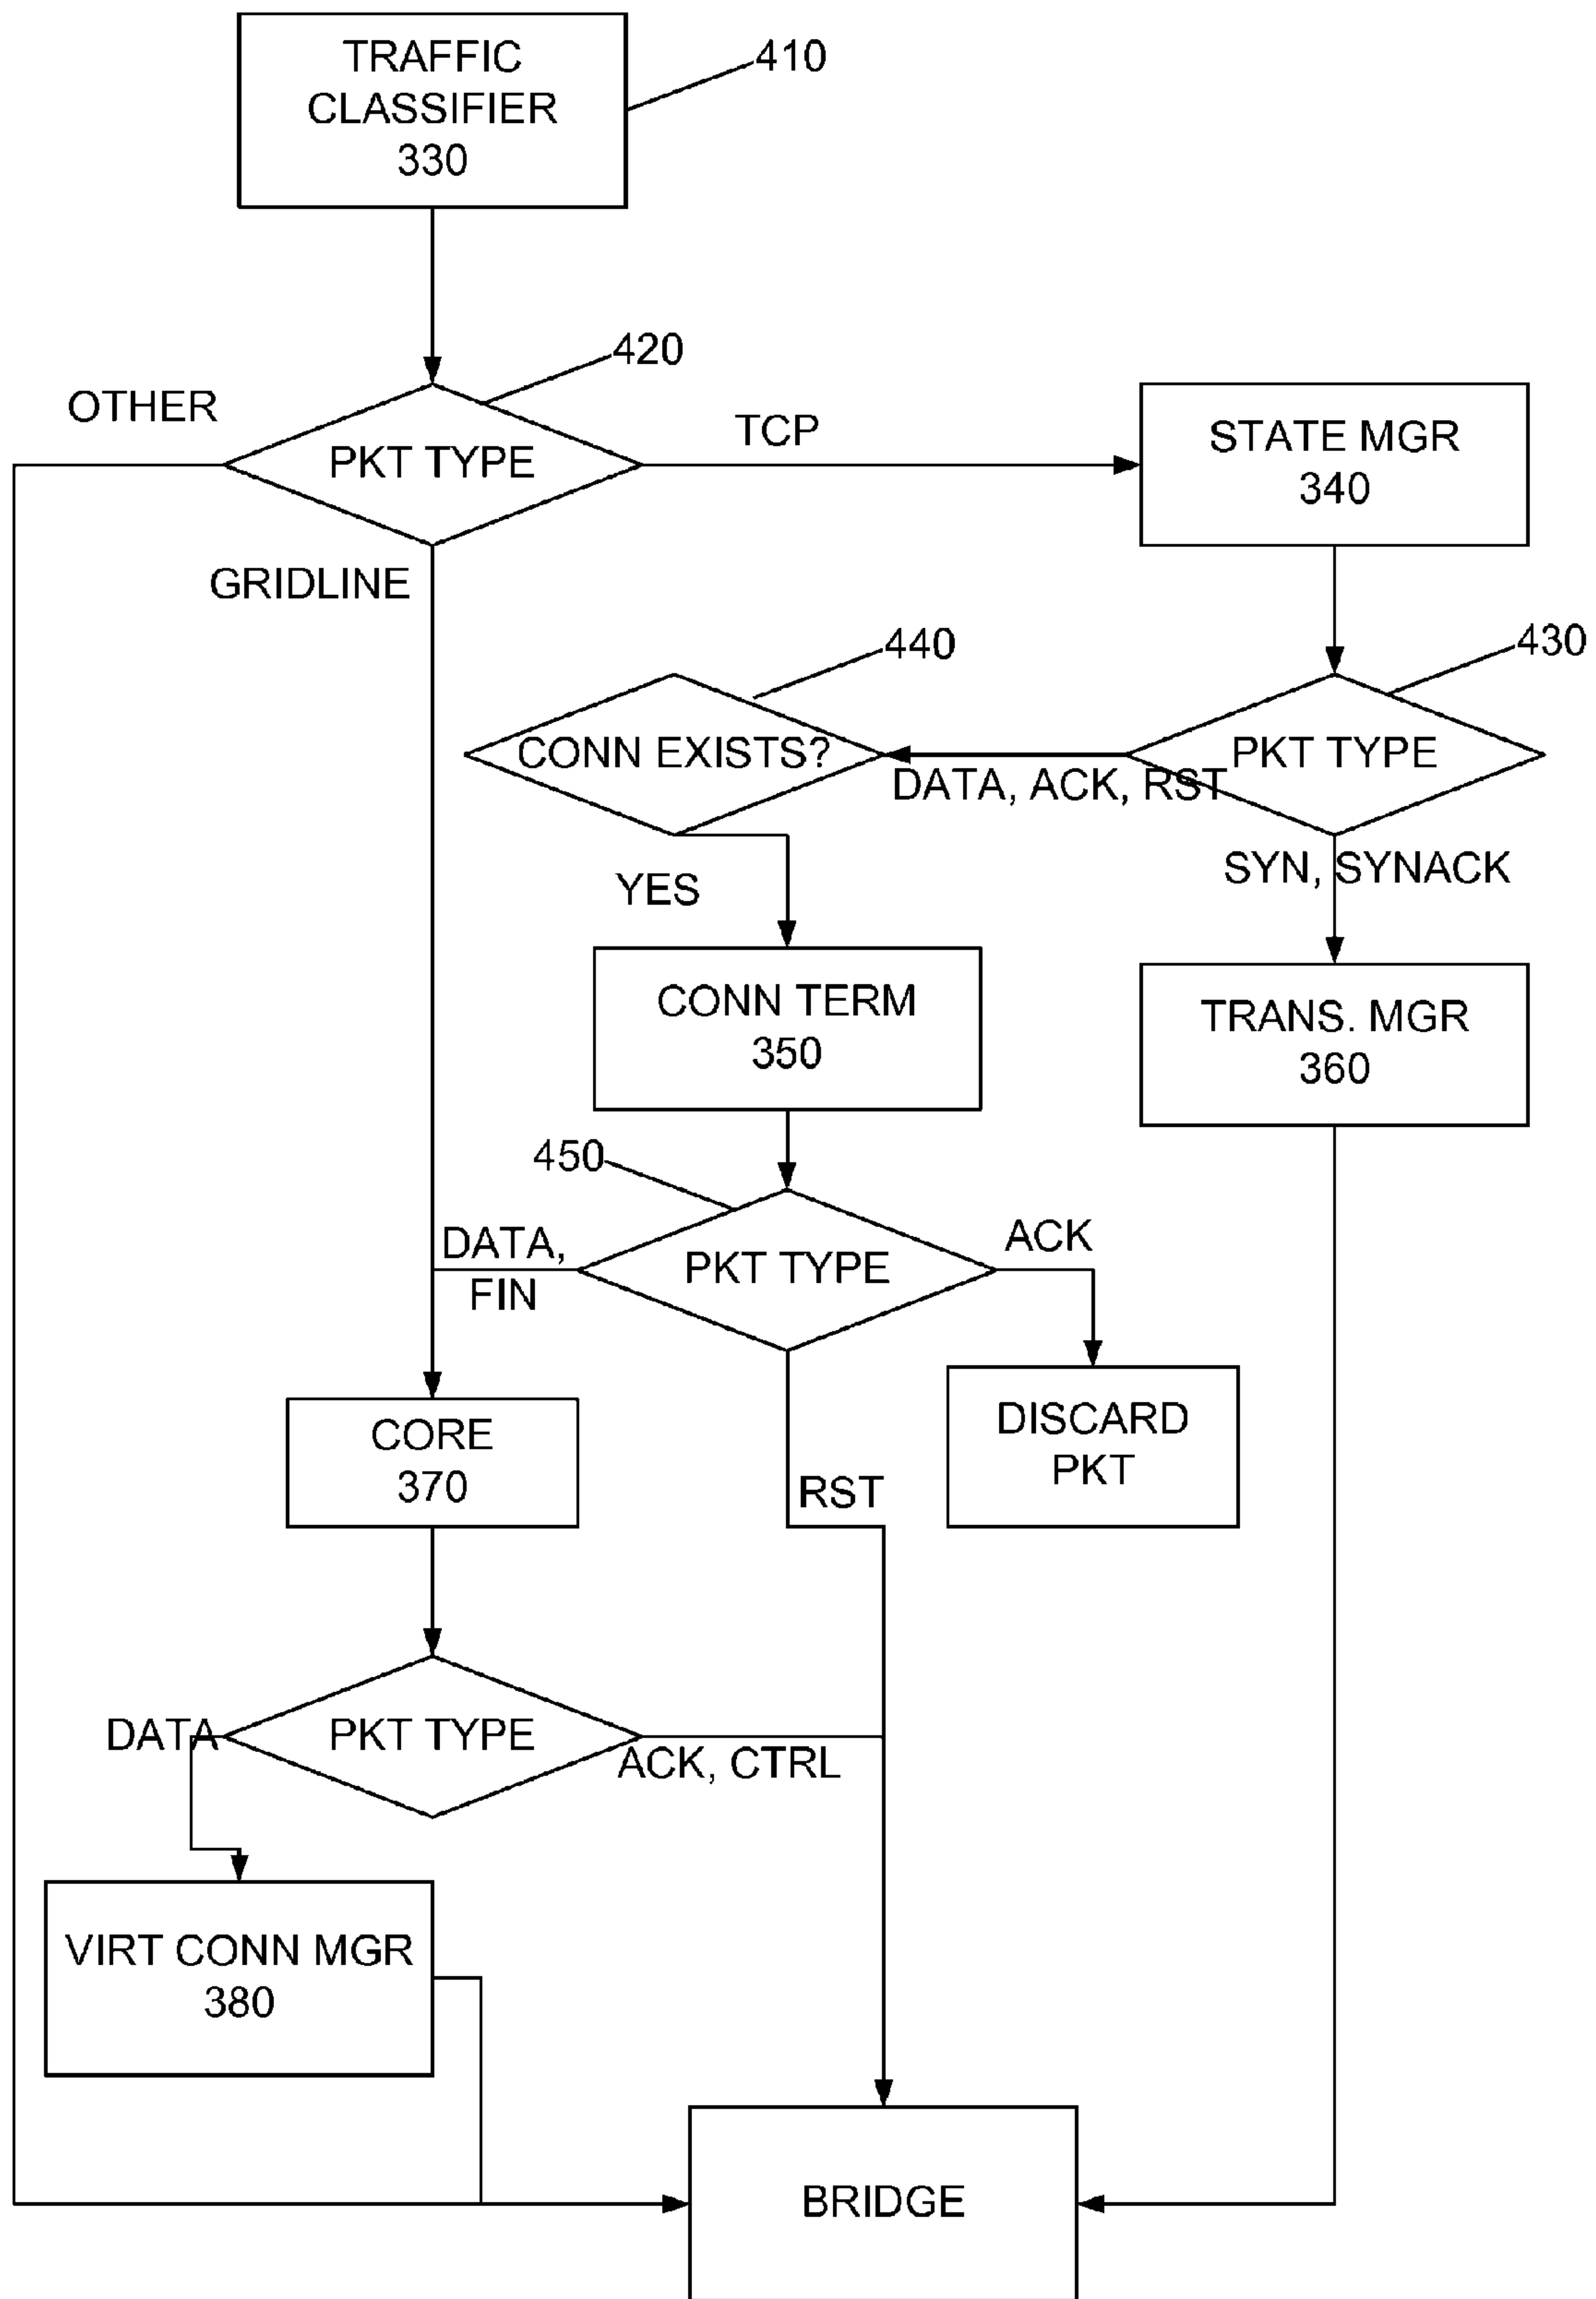 TRAFFIC
CLASSIFIER
330
410
420
OTHER
PKT TYPE
TCP
STATE MGR
340
GRIDLINE
440
430
CONN EXISTS?
DATA, ACK, RST
PKT TYPE
YES
SYN, SYNACK
CONN TERM
350
TRANS. MGR
360
450
DATA,
FIN
PKT TYPE
ACK
CORE
370
DISCARD
PKT
RST
DATA
PKT TYPE
ACK, CTRL
VIRT CONN MGR
380
BRIDGE